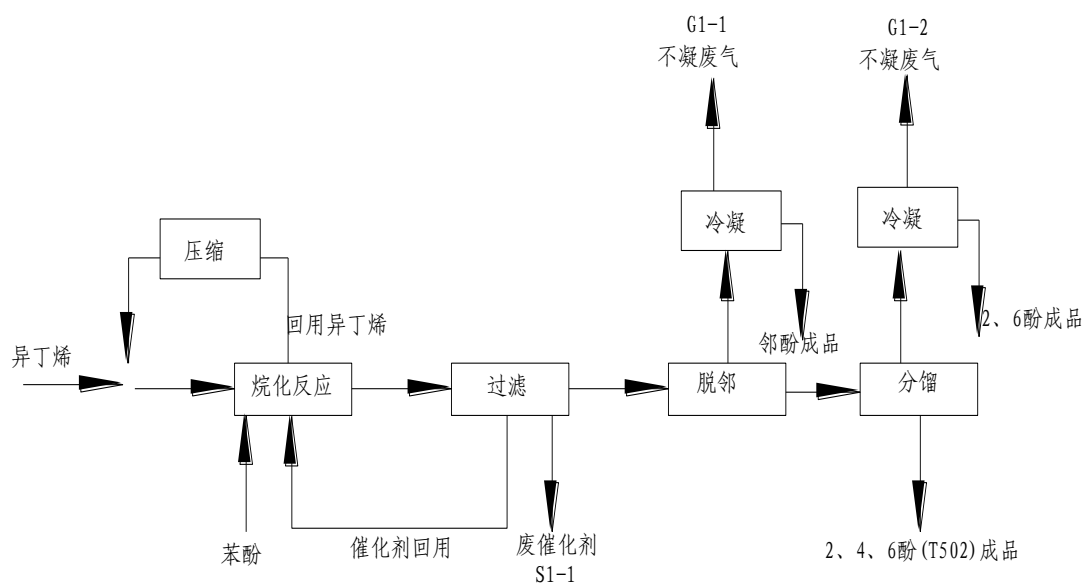 G1-1
不凝废气
G1-2
不凝废气
冷凝
冷凝
压缩
回用异丁烯
邻酚成品
2、6酚成品
异丁烯
烷化反应
过滤
脱邻
分馏
苯酚
催化剂回用
废催化剂
S1-1
2、4、6酚(T502)成品